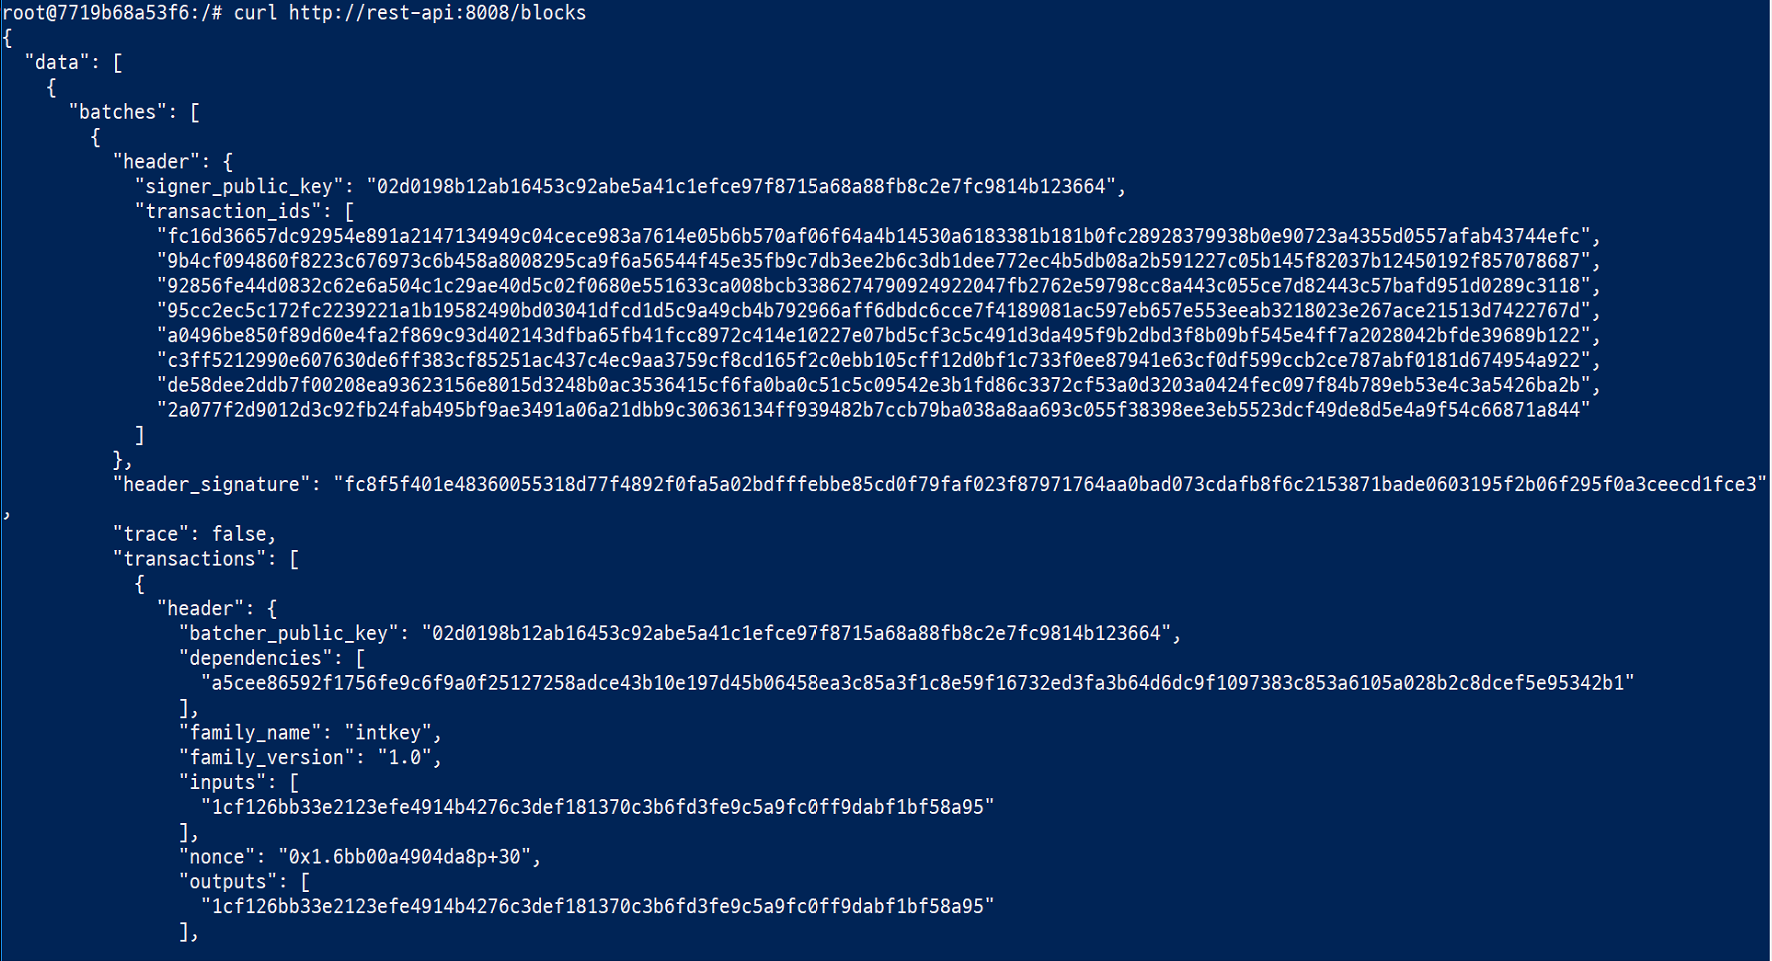 root@7719b68a53f6:/# curl http://rest-api:8008/blocks
{
  "data": [
    {
      "batches": [
        {
          "header": {
            "signer_public_key": "02d0198b12ab16453c92abe5a41c1efce97f8715a68a88fb8c2e7fc9814b123664",
            "transaction_ids": [
              "fc16d36657dc92954e891a2147134949c04cece983a7614e05b6b570af06f64a4b14530a6183381b181b0fc28928379938b0e90723a4355d0557afab43744efc",
              "9b4cf094860f8223c676973c6b458a8008295ca9f6a56544f45e35fb9c7db3ee2b6c3db1dee772ec4b5db08a2b591227c05b145f82037b12450192f857078687",
              "92856fe44d0832c62e6a504c1c29ae40d5c02f0680e551633ca008bcb3386274790924922047fb2762e59798cc8a443c055ce7d82443c57bafd951d0289c3118",
              "95cc2ec5c172fc2239221a1b19582490bd03041dfcd1d5c9a49cb4b792966aff6dbdc6cce7f4189081ac597eb657e553eeab3218023e267ace21513d7422767d",
              "a0496be850f89d60e4fa2f869c93d402143dfba65fb41fcc8972c414e10227e07bd5cf3c5c491d3da495f9b2dbd3f8b09bf545e4ff7a2028042bfde39689b122",
              "c3ff5212990e607630de6ff383cf85251ac437c4ec9aa3759cf8cd165f2c0ebb105cff12d0bf1c733f0ee87941e63cf0df599ccb2ce787abf0181d674954a922",
              "de58dee2ddb7f00208ea93623156e8015d3248b0ac3536415cf6fa0ba0c51c5c09542e3b1fd86c3372cf53a0d3203a0424fec097f84b789eb53e4c3a5426ba2b",
              "2a077f2d9012d3c92fb24fab495bf9ae3491a06a21dbb9c30636134ff939482b7ccb79ba038a8aa693c055f38398ee3eb5523dcf49de8d5e4a9f54c66871a844"
            ]
          },
          "header_signature": "fc8f5f401e48360055318d77f4892f0fa5a02bdfffebbe85cd0f79faf023f87971764aa0bad073cdafb8f6c2153871bade0603195f2b06f295f0a3ceecd1fce3"
,
          "trace": false,
          "transactions": [
            {
              "header": {
                "batcher_public_key": "02d0198b12ab16453c92abe5a41c1efce97f8715a68a88fb8c2e7fc9814b123664",
                "dependencies": [
                  "a5cee86592f1756fe9c6f9a0f25127258adce43b10e197d45b06458ea3c85a3f1c8e59f16732ed3fa3b64d6dc9f1097383c853a6105a028b2c8dcef5e95342b1"
                ],
                "family_name": "intkey",
                "family_version": "1.0",
                "inputs": [
                  "1cf126bb33e2123efe4914b4276c3def181370c3b6fd3fe9c5a9fc0ff9dabf1bf58a95"
                ],
                "nonce": "0x1.6bb00a4904da8p+30",
                "outputs": [
                  "1cf126bb33e2123efe4914b4276c3def181370c3b6fd3fe9c5a9fc0ff9dabf1bf58a95"
                ],